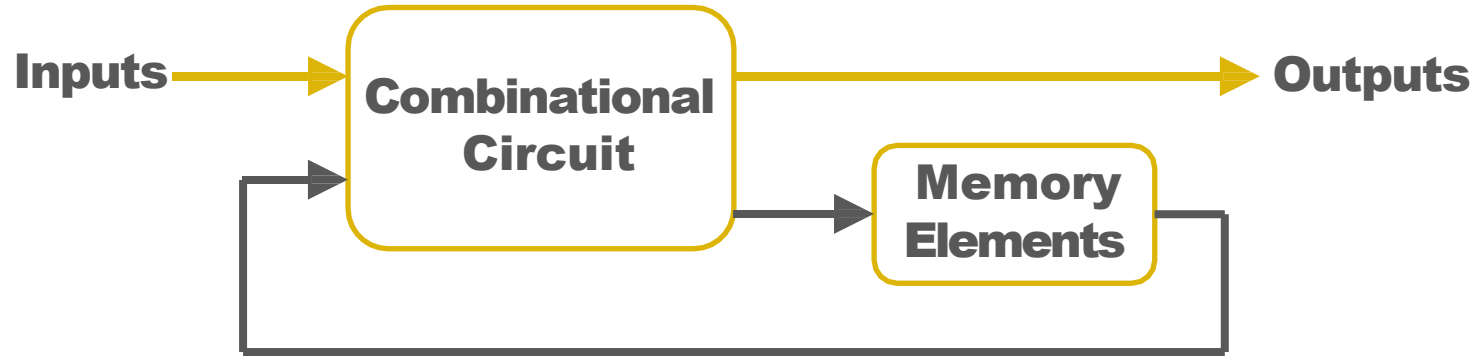 Inputs
Combinational
Circuit
Outputs
Memory
Elements